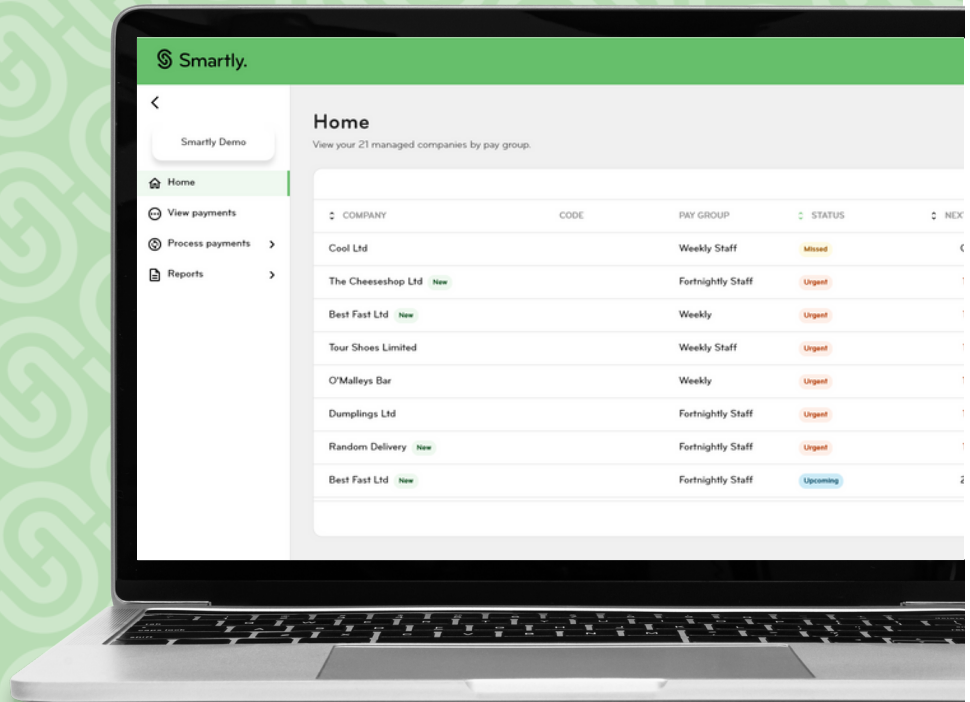 Smartly.
Smartly Demo
Home
View payments
Process payments
Reports
Home
View your 21 managed companies by pay group.
COMPANY CODE PAY GROUP STATUS
Cool Ltd Weekly Staff Missed
The Cheeseshop Ltd New Fortnightly Staff Urgent
Best Fast Ltd New Weekly Urgent
Tour Shoes Limited Weekly Staff Urgent
O'Malleys Bar Weekly Urgent
Dumplings Ltd Fortnightly Staff Urgent
Random Delivery New Fortnightly Staff Urgent
Best Fast Ltd New Fortnightly Staff Upcoming